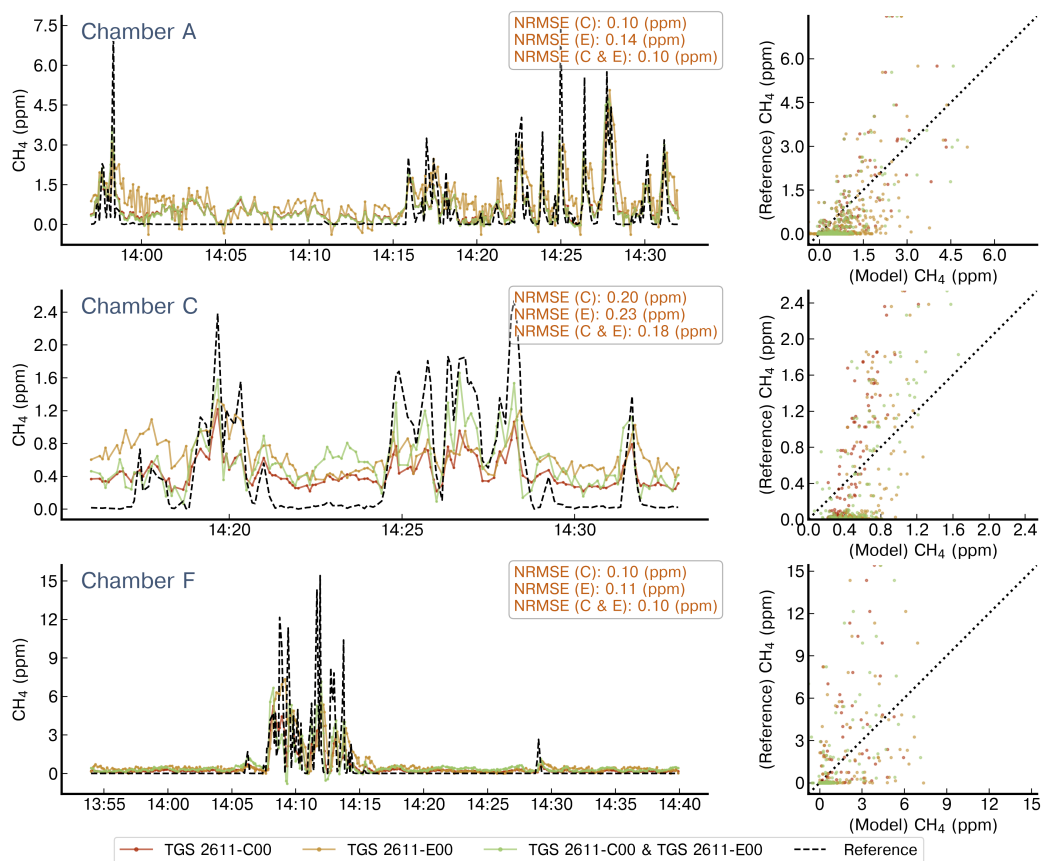 Chamber A
NRMSE (C): 0.10 (ppm)
NRMSE (E): 0.14 (ppm)
NRMSE (C & E): 0.10 (ppm)
CH4 (ppm)
7.5
6.0
4.5
3.0
1.5
0.0
14:00 14:05 14:10 14:15 14:20 14:25 14:30
(Reference) CH4 (ppm)
6.0
4.5
3.0
1.5
0.0
0.0 1.5 3.0 4.5 6.0
(Model) CH4 (ppm)
Chamber C
NRMSE (C): 0.20 (ppm)
NRMSE (E): 0.23 (ppm)
NRMSE (C & E): 0.18 (ppm)
CH4 (ppm)
2.4
2.0
1.6
1.2
0.8
0.4
0.0
14:20 14:25 14:30
(Reference) CH4 (ppm)
2.4
2.0
1.6
1.2
0.8
0.4
0.0
0.0 0.4 0.8 1.2 1.6 2.0 2.4
(Model) CH4 (ppm)
Chamber F
NRMSE (C): 0.10 (ppm)
NRMSE (E): 0.11 (ppm)
NRMSE (C & E): 0.10 (ppm)
CH4 (ppm)
15
12
9
6
3
0
13:55 14:00 14:05 14:10 14:15 14:20 14:25 14:30 14:35 14:40
(Reference) CH4 (ppm)
15
12
9
6
3
0
0 3 6 9 12 15
(Model) CH4 (ppm)
TGS 2611-C00 TGS 2611-E00 TGS 2611-C00 & TGS 2611-E00 Reference